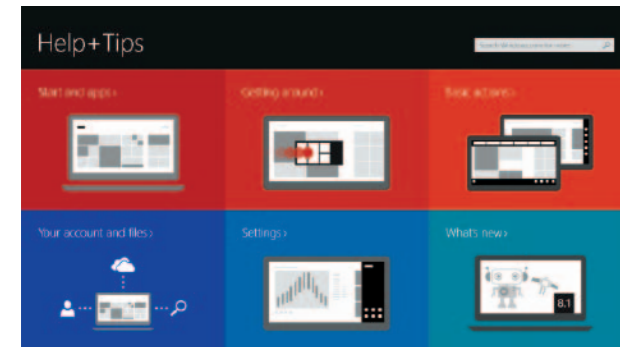 Help+Tips
Start and apps ›
Getting around ›
Basic actions ›
Your account and files ›
Settings ›
What's new ›
8.1